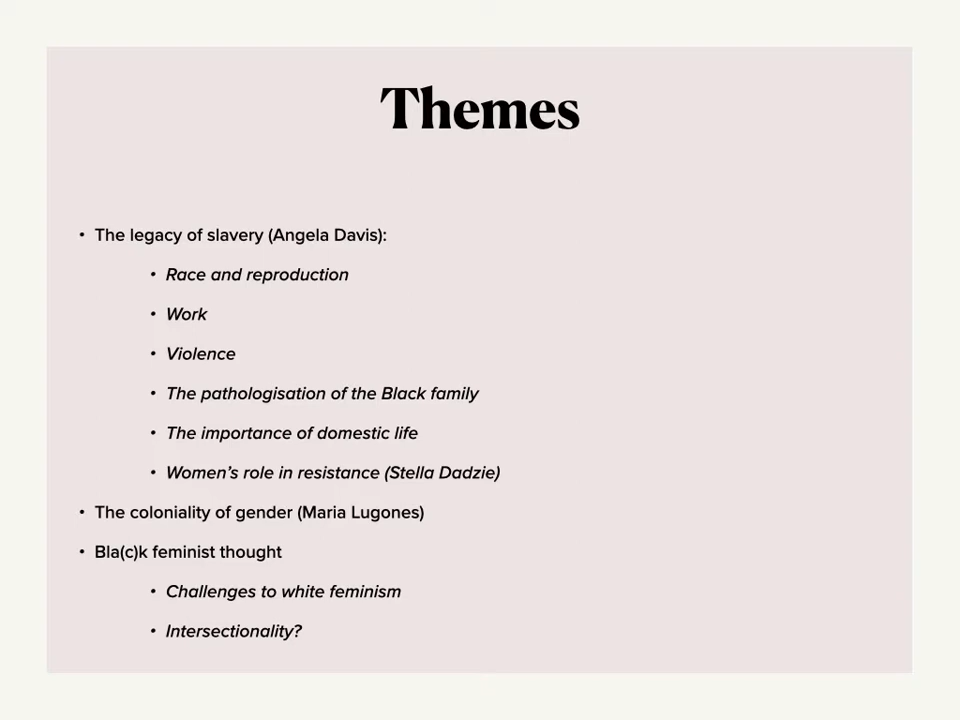 Themes
• The legacy of slavery (Angela Davis):
• Race and reproduction
• Work
• Violence
• The pathologisation of the Black family
• The importance of domestic life
• Women’s role in resistance (Stella Dadzie)
• The coloniality of gender (Maria Lugones)
• Bla(c)k feminist thought
• Challenges to white feminism
• Intersectionality?